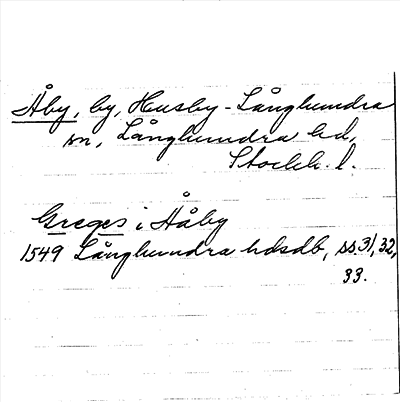 Åby, by, Husby-Långhundra
sn, Långhundra hd,
Stockh. l.
Greges i Åby
1549 Långhundra hdsdb, ss. 31, 32,
33.